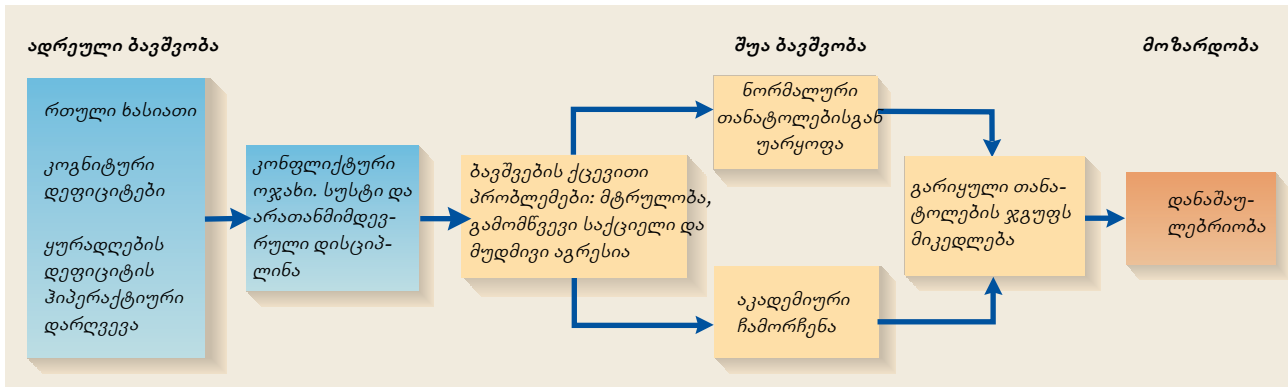 ადრეული ბავშვობა
შუა ბავშვობა
მოზარდობა
რთული ხასიათი
კოგნიტური
დეფიციტები
ყურადღების
დეფიციტის
ჰიპერაქტიური
დარღვევა
კონფლიქტური
ოჯახი. სუსტი და
არათანმიმდევ-
რული დისციპ-
ლინა
ბავშვების ქცევითი
პრობლემები: მტრულობა,
გამომწვევი საქციელი და
მუდმივი აგრესია
ნორმალური
თანატოლებისგან
უარყოფა
აკადემიური
ჩამორჩენა
გარიყული თანა-
ტოლების ჯგუფს
მიკედლება
დანაშაუ-
ლებრიობა